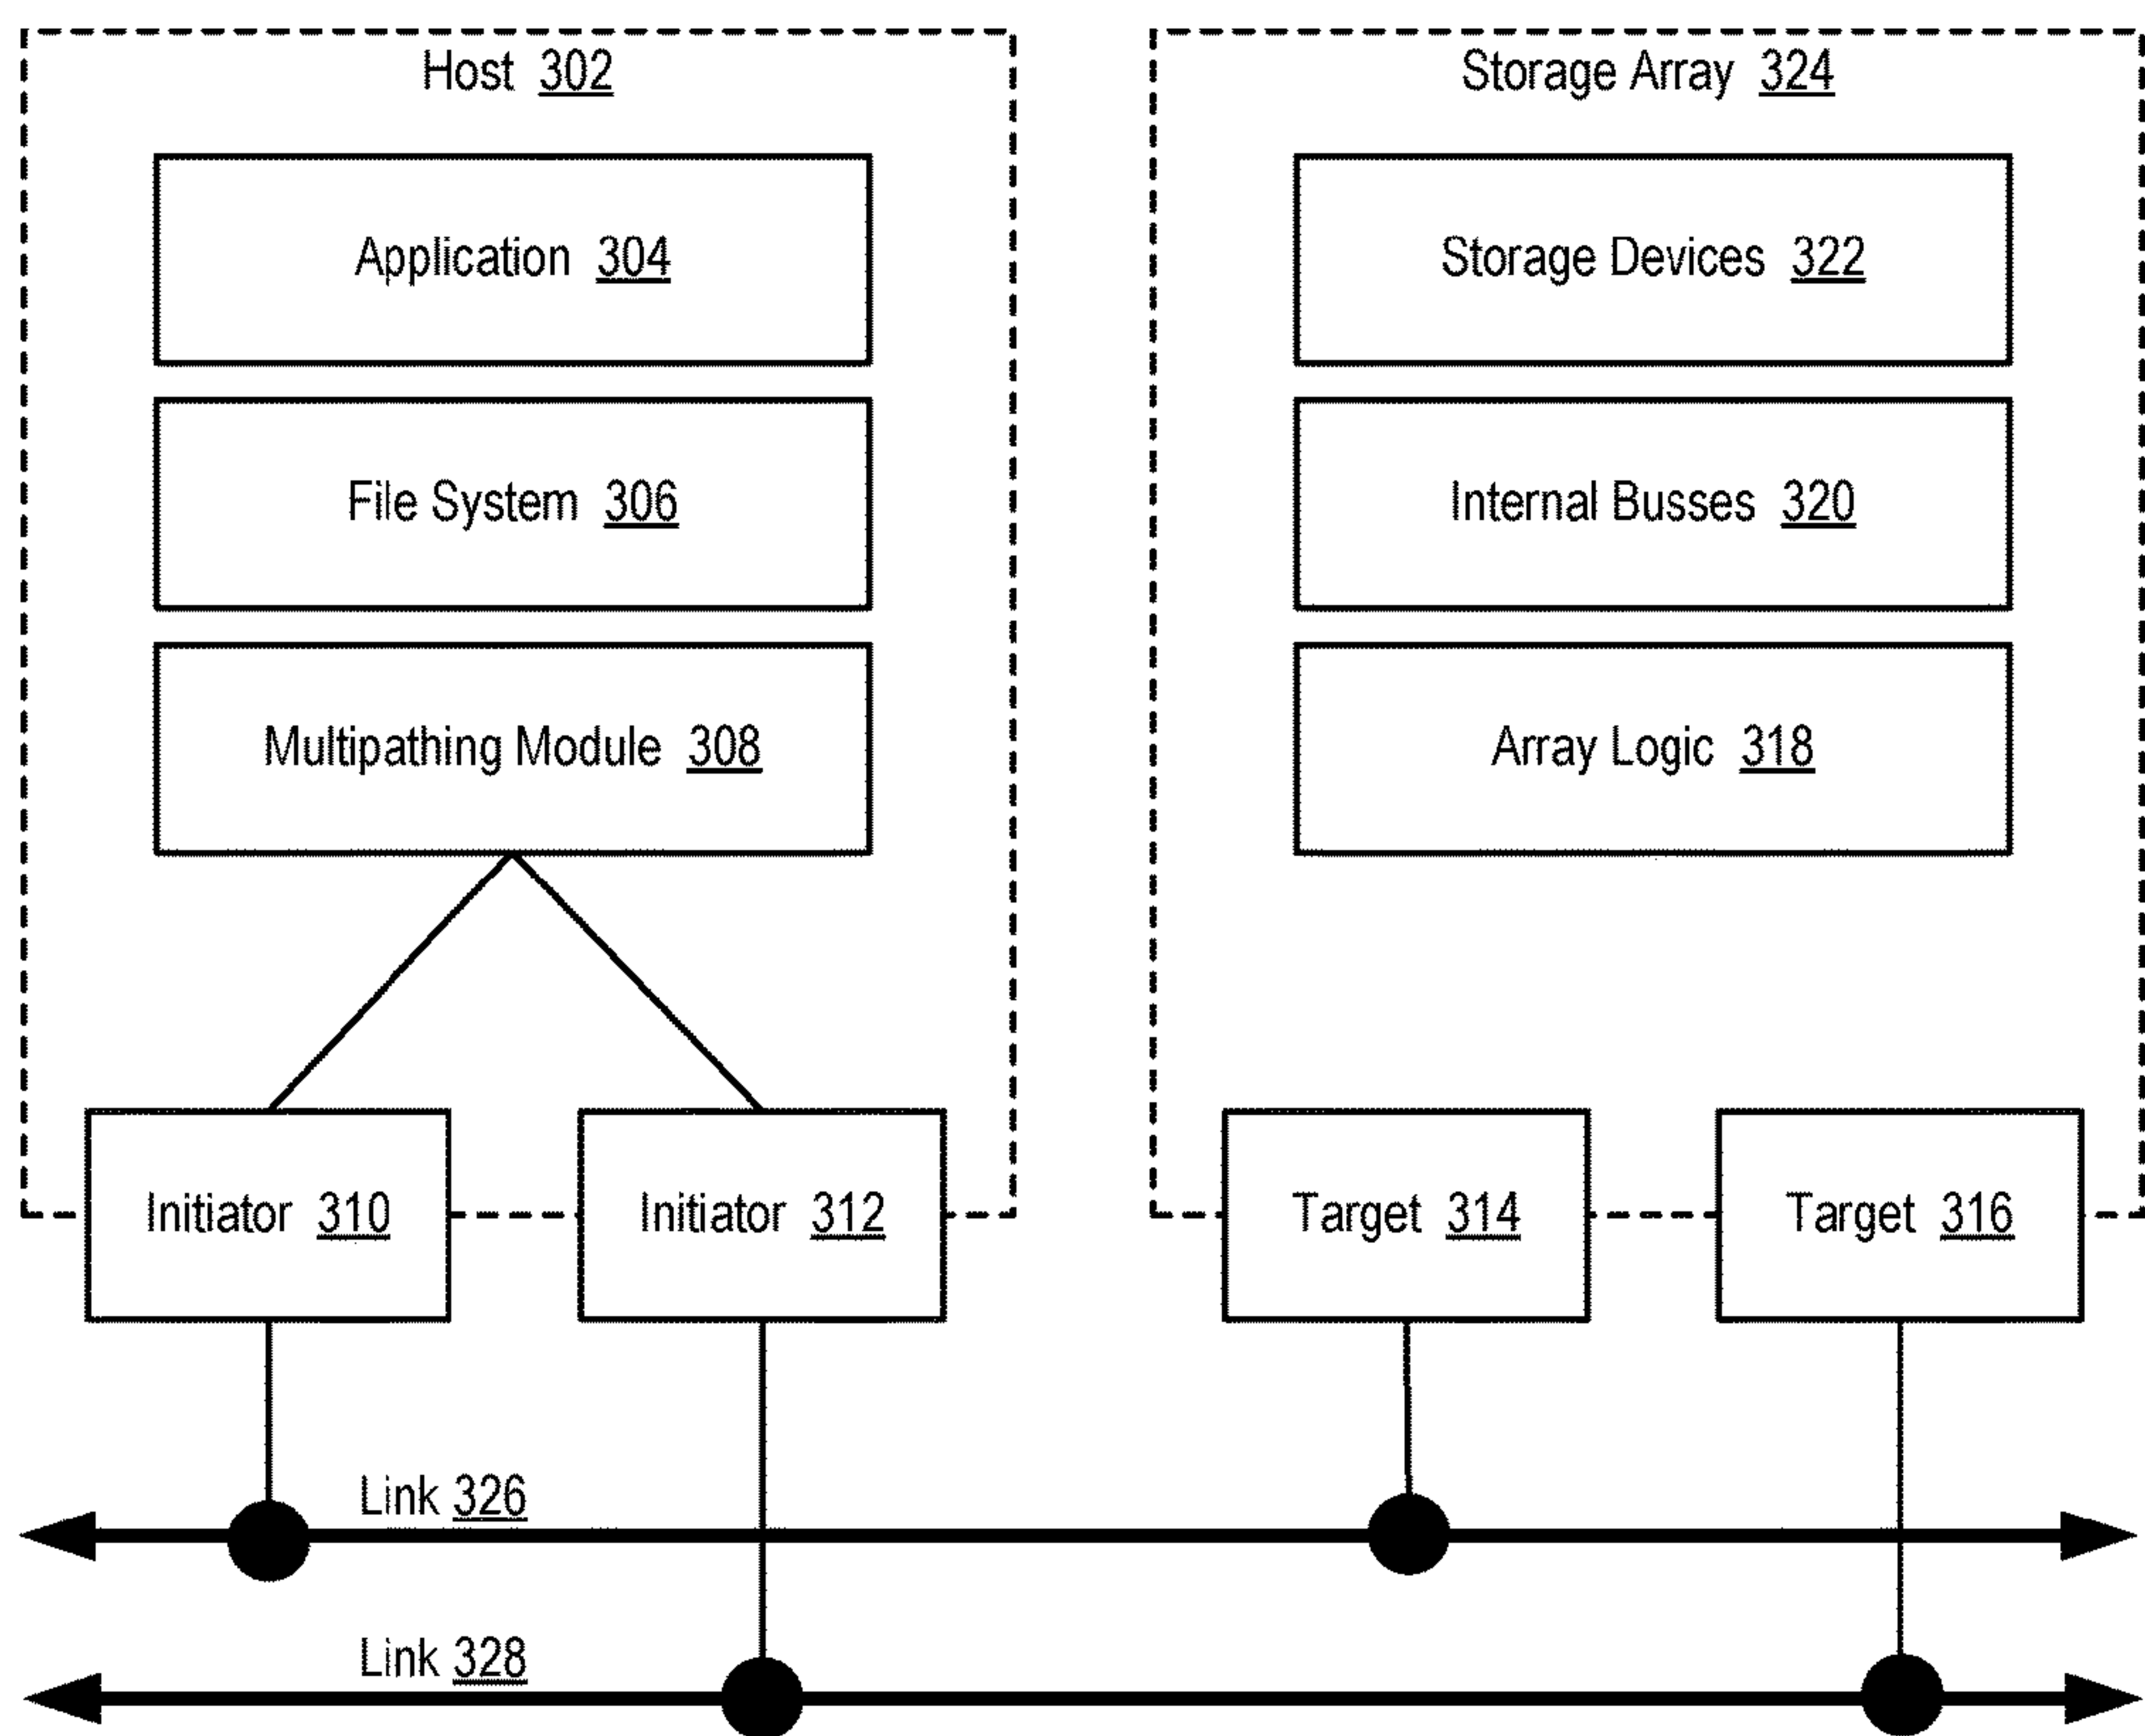 Host 302
Application 304
File System 306
Multipathing Module 308
Initiator 310
Initiator 312
Storage Array 324
Storage Devices 322
Internal Busses 320
Array Logic 318
Target 314
Target 316
Link 326
Link 328